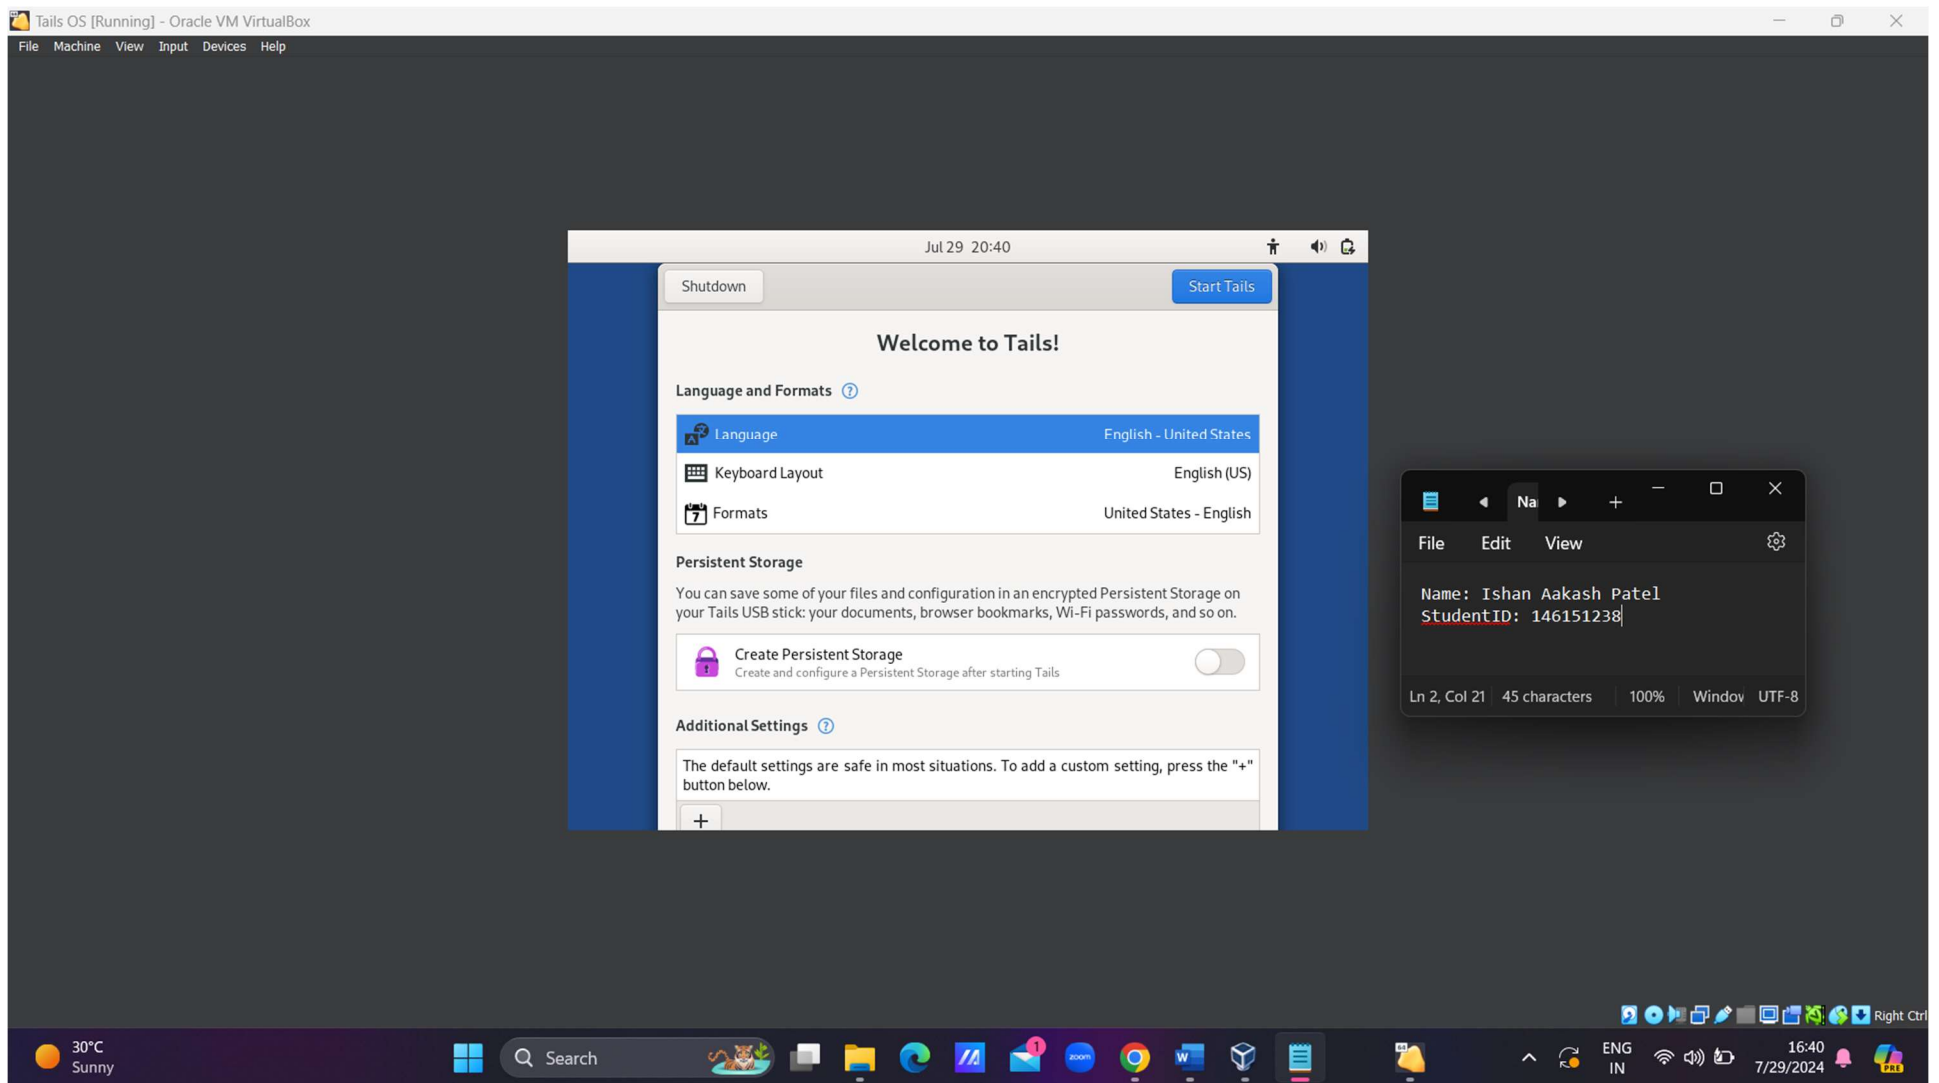 Tails OS [Running] - Oracle VM VirtualBox
File Machine View Input Devices Help
Jul 29 20:40
Shutdown
Start Tails
Welcome to Tails!
Language and Formats ?
Language English - United States
Keyboard Layout English (US)
7 Formats United States - English
Persistent Storage
You can save some of your files and configuration in an encrypted Persistent Storage on
your Tails USB stick: your documents, browser bookmarks, Wi-Fi passwords, and so on.
Create Persistent Storage
Create and configure a Persistent Storage after starting Tails
Additional Settings ?
The default settings are safe in most situations. To add a custom setting, press the "+"
button below.
+
Na
+
File Edit View
Name: Ishan Aakash Patel
StudentID: 146151238
Ln 2, Col 21 45 characters 100% Window UTF-8
Right Ctrl
30°C
Sunny
Search
1
zoom
W
ENG
IN
16:40
7/29/2024
PRE